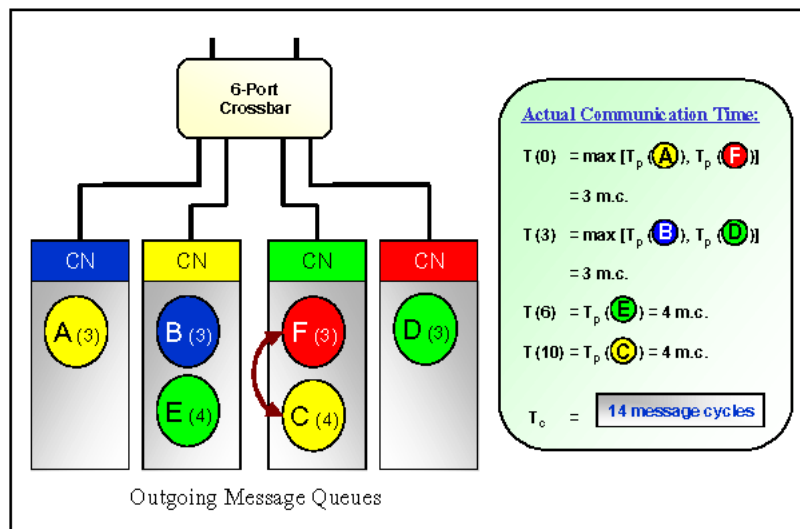 6-Port
Crossbar
CN CN CN CN
A (3) B (3) F (3) D (3)
E (4) C (4)
Outgoing Message Queues
Actual Communication Time:
T (0) = max [Tp (A), Tp (F)]
= 3 m.c.
T (3) = max [Tp (B), Tp (D)]
= 3 m.c.
T (6) = Tp (E) = 4 m.c.
T (10) = Tp (C) = 4 m.c.
Tc = 14 message cycles